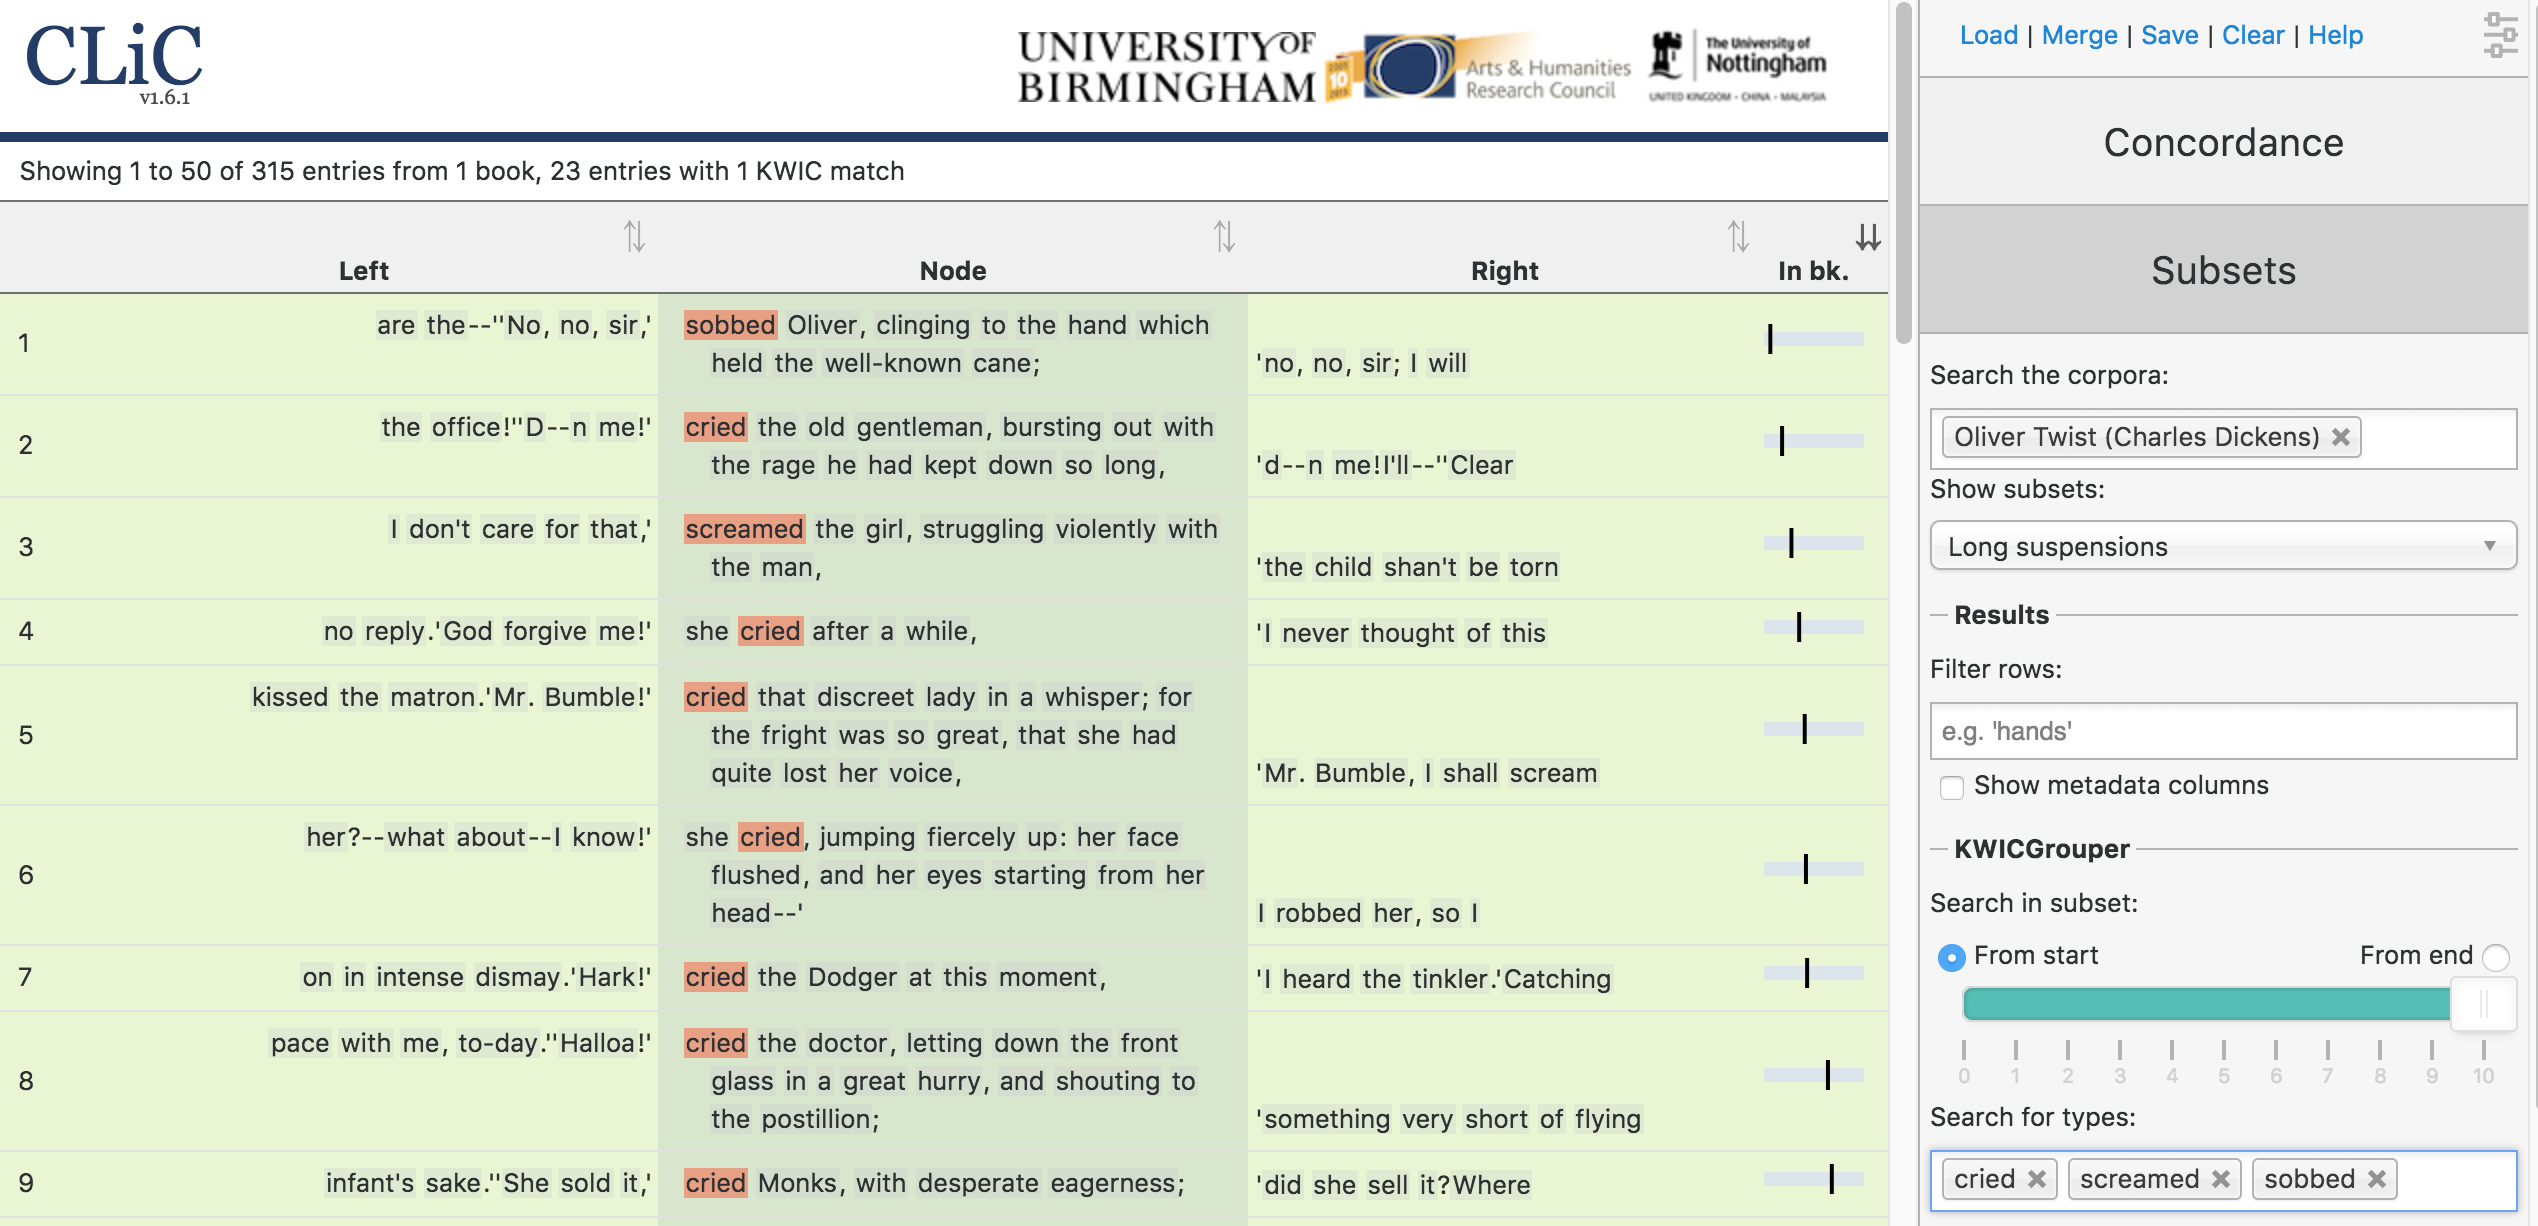 CLiC
v1.6.1
UNIVERSITY OF
BIRMINGHAM
10
Arts & Humanities
Research Council
The University of
Nottingham
UNITED KINGDOM · CHINA · MALAYSIA
Showing 1 to 50 of 315 entries from 1 book, 23 entries with 1 KWIC match
Left Node Right In bk.
1 are the--''No, no, sir,' sobbed Oliver, clinging to the hand which
held the well-known cane; 'no, no, sir; I will
2 the office!''D--n me!' cried the old gentleman, bursting out with
the rage he had kept down so long, 'd--n me!I'll--''Clear
3 I don't care for that,' screamed the girl, struggling violently with
the man, 'the child shan't be torn
4 no reply.'God forgive me!' she cried after a while, 'I never thought of this
5 kissed the matron.'Mr. Bumble!' cried that discreet lady in a whisper; for
the fright was so great, that she had
quite lost her voice, 'Mr. Bumble, I shall scream
6 her?--what about--I know!' she cried, jumping fiercely up: her face
flushed, and her eyes starting from her
head--' I robbed her, so I
7 on in intense dismay.'Hark!' cried the Dodger at this moment, 'I heard the tinkler.'Catching
8 pace with me, to-day.''Halloa!' cried the doctor, letting down the front
glass in a great hurry, and shouting to
the postillion; 'something very short of flying
9 infant's sake.''She sold it,' cried Monks, with desperate eagerness; 'did she sell it?Where
Load | Merge | Save | Clear | Help
Concordance
Subsets
Search the corpora:
Oliver Twist (Charles Dickens)
Show subsets:
Long suspensions
Results
Filter rows:
e.g. 'hands'
Show metadata columns
KWICGrouper
Search in subset:
From start From end
0 1 2 3 4 5 6 7 8 9 10
Search for types:
cried screamed sobbed